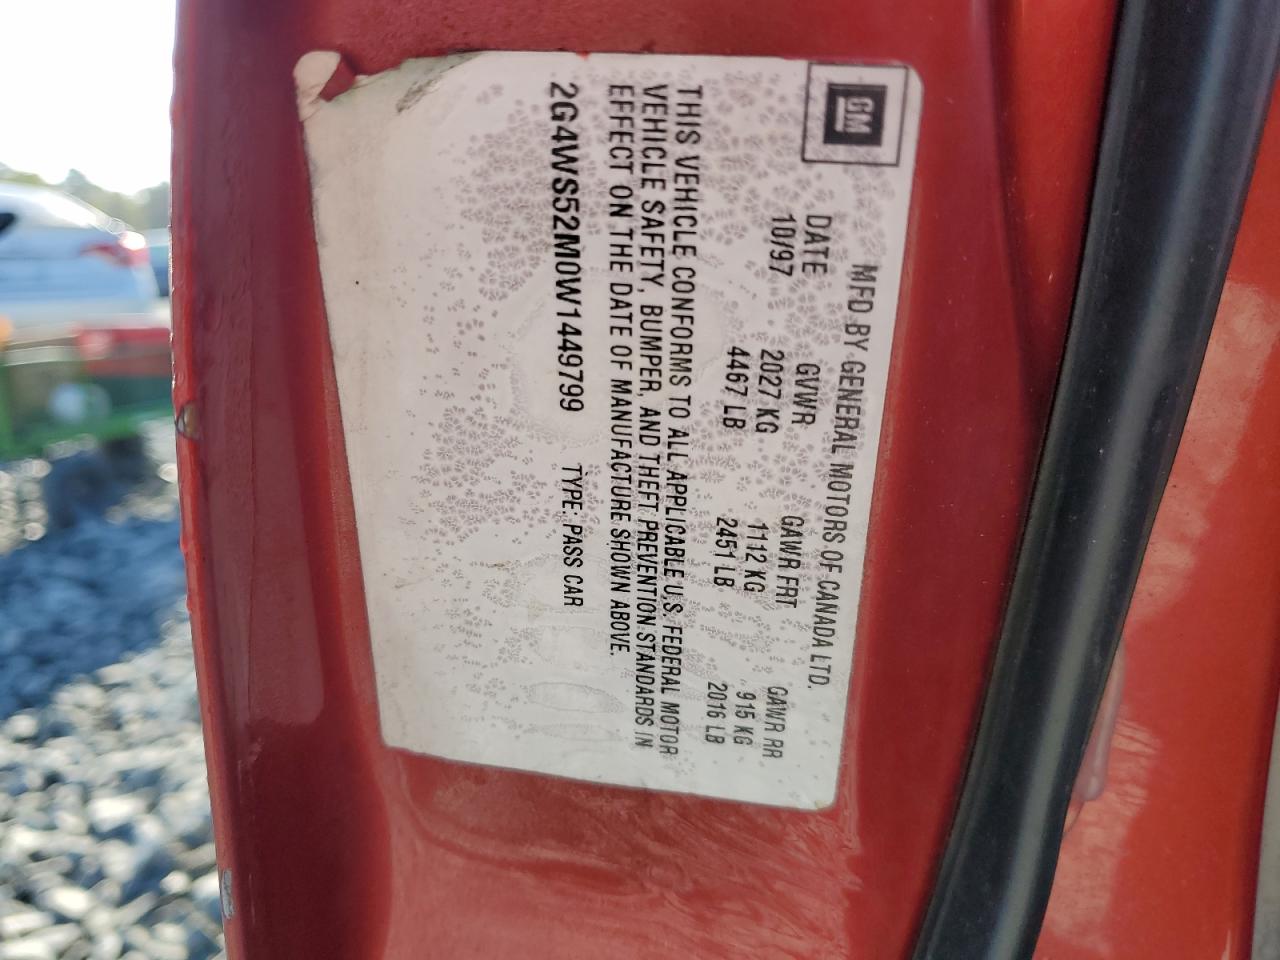 GM
MFD BY GENERAL MOTORS OF CANADA LTD.
DATE GVWR GAWR FRT GAWR RR
10/97 2027 KG 1112 KG 915 KG
4467 LB 2451 LB 2016 LB
THIS VEHICLE CONFORMS TO ALL APPLICABLE U.S. FEDERAL MOTOR
VEHICLE SAFETY, BUMPER, AND THEFT PREVENTION STANDARDS IN
EFFECT ON THE DATE OF MANUFACTURE SHOWN ABOVE.
2G4WS52M0W1449799 TYPE: PASS CAR